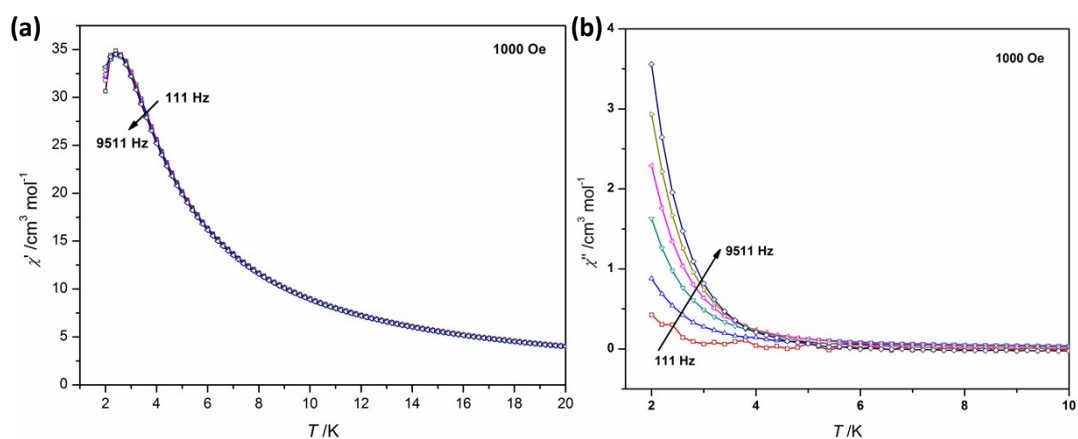 (a)
1000 Oe
111 Hz
9511 Hz
χ' /cm³ mol⁻¹
35
30
25
20
15
10
5
0
2 4 6 8 10 12 14 16 18 20
T /K
(b)
1000 Oe
9511 Hz
111 Hz
χ'' /cm³ mol⁻¹
4
3
2
1
0
2 4 6 8 10
T /K